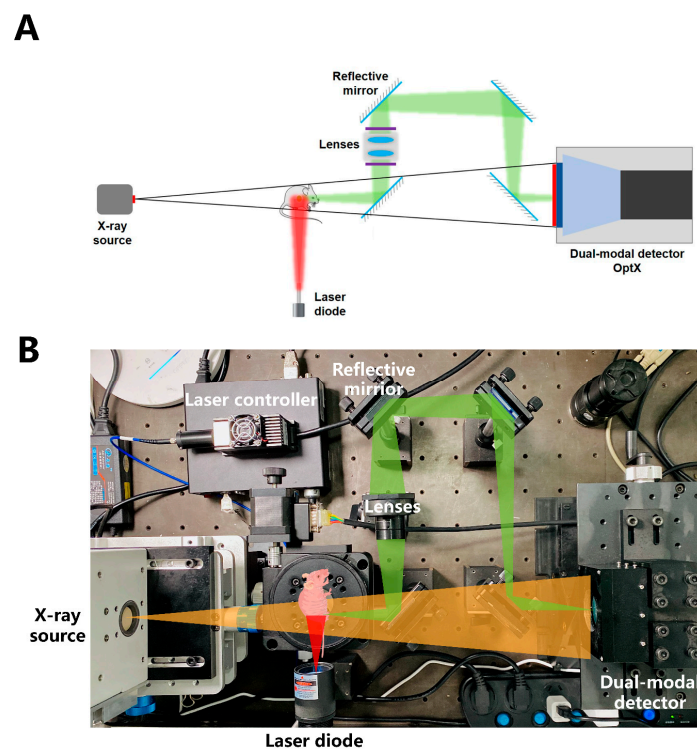 A
Reflective
mirror
Lenses
X-ray
source
Laser
diode
Dual-modal detector
OptX
B
Reflective
mirror
Laser controller
Lenses
X-ray
source
Dual-modal
detector
Laser diode